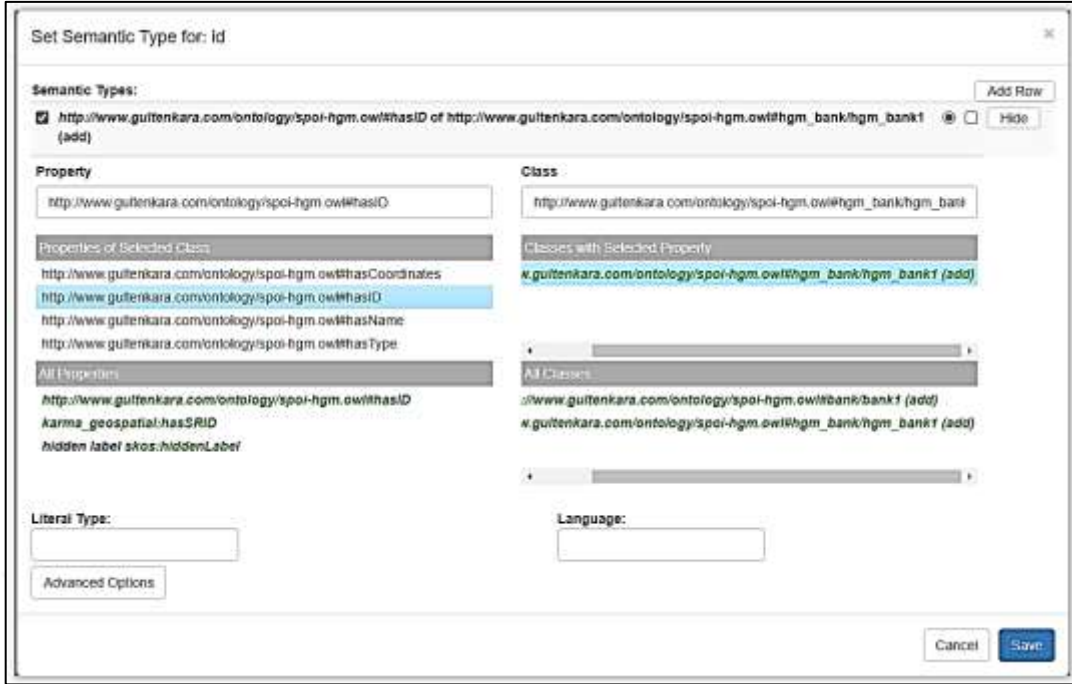 Set Semantic Type for: id
×
Semantic Types:
Add Row
http://www.gultenkara.com/ontology/spoi-hgm.owl#hasID of http://www.gultenkara.com/ontology/spoi-hgm.owl#hgm_bank/hgm_bank1
(add)
Hide
Property
Class
http://www.gultenkara.com/ontology/spoi-hgm.owl#hasID
http://www.gultenkara.com/ontology/spoi-hgm.owl#hgm_bank/hgm_bank
Properties of Selected Class
Classes with Selected Property
http://www.gultenkara.com/ontology/spoi-hgm.owl#hasCoordinates
w.gultenkara.com/ontology/spoi-hgm.owl#hgm_bank/hgm_bank1 (add)
http://www.gultenkara.com/ontology/spoi-hgm.owl#hasID
http://www.gultenkara.com/ontology/spoi-hgm.owl#hasName
http://www.gultenkara.com/ontology/spoi-hgm.owl#hasType
All Properties
All Classes
http://www.gultenkara.com/ontology/spoi-hgm.owl#hasID
://www.gultenkara.com/ontology/spoi-hgm.owl#bank/bank1 (add)
karma_geospatial:hasSRID
w.gultenkara.com/ontology/spoi-hgm.owl#hgm_bank/hgm_bank1 (add)
hidden label skos:hiddenLabel
Literal Type:
Language:
Advanced Options
Cancel
Save